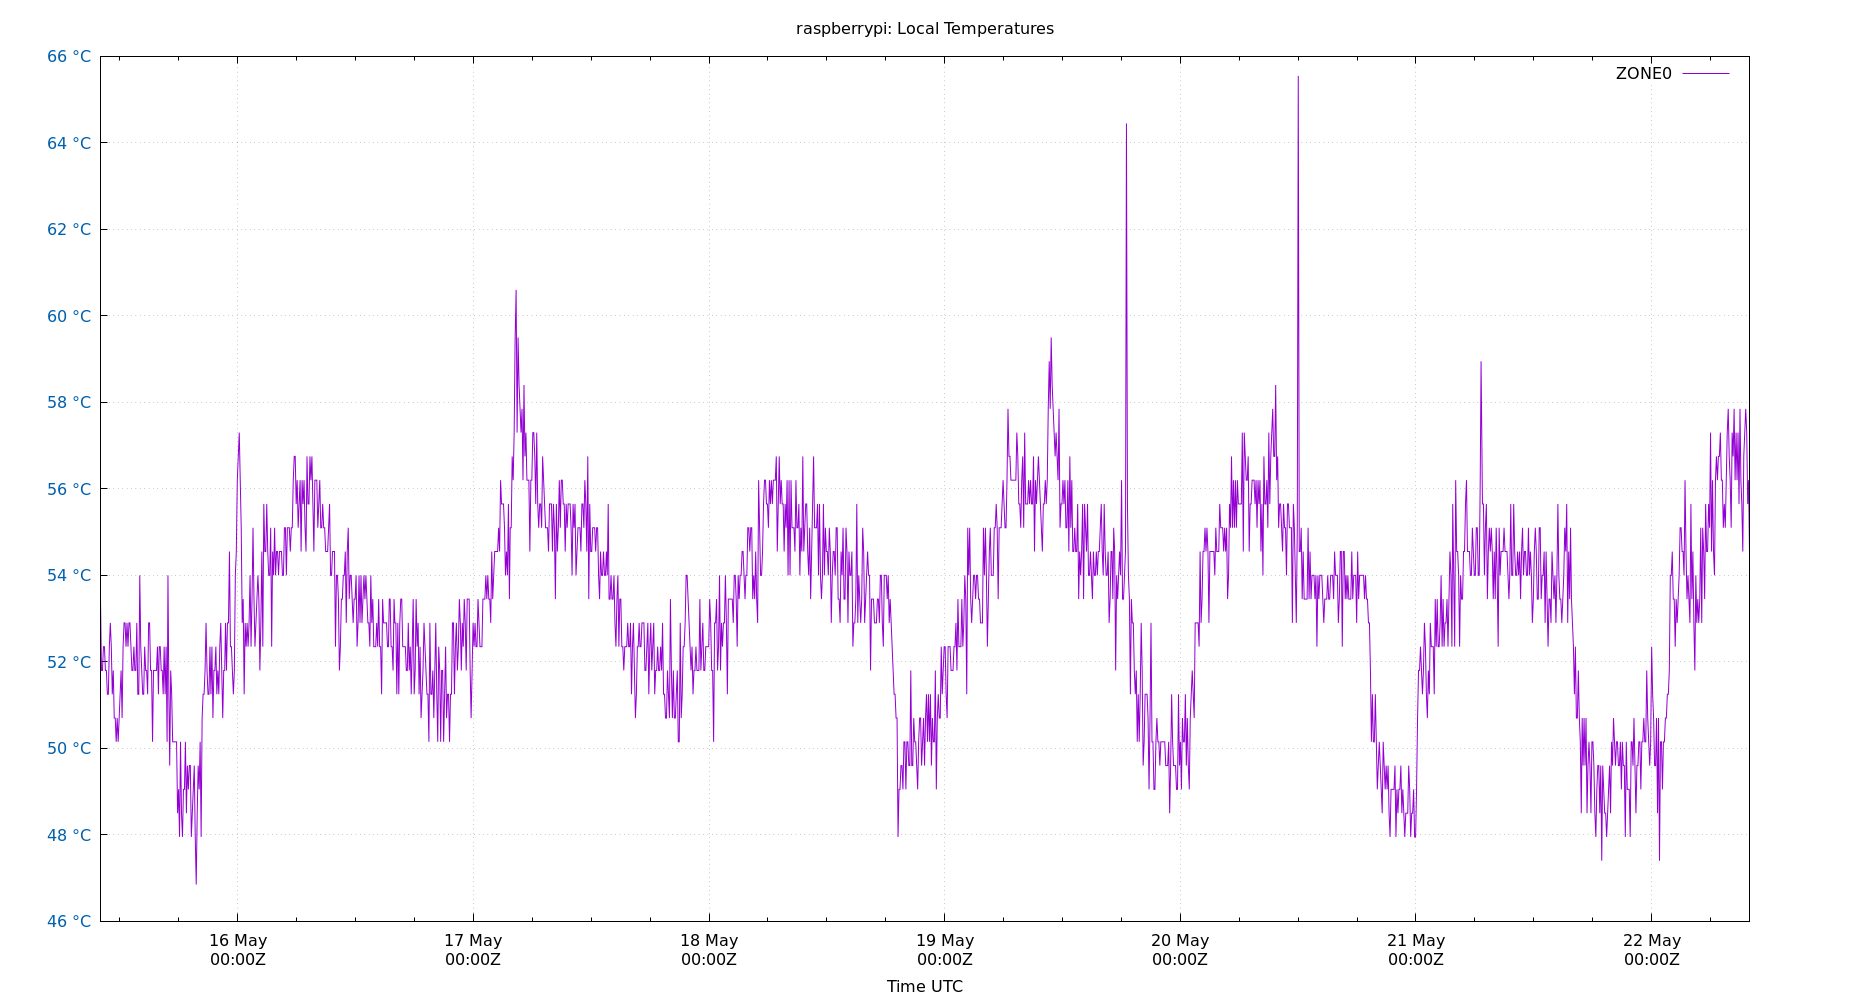 raspberrypi: Local Temperatures
66 °C
ZONE0
64 °C
62 °C
60 °C
58 °C
56 °C
54 °C
52 °C
50 °C
48 °C
46 °C
16 May 17 May 18 May 19 May 20 May 21 May 22 May
00:00Z 00:00Z 00:00Z 00:00Z 00:00Z 00:00Z 00:00Z
Time UTC